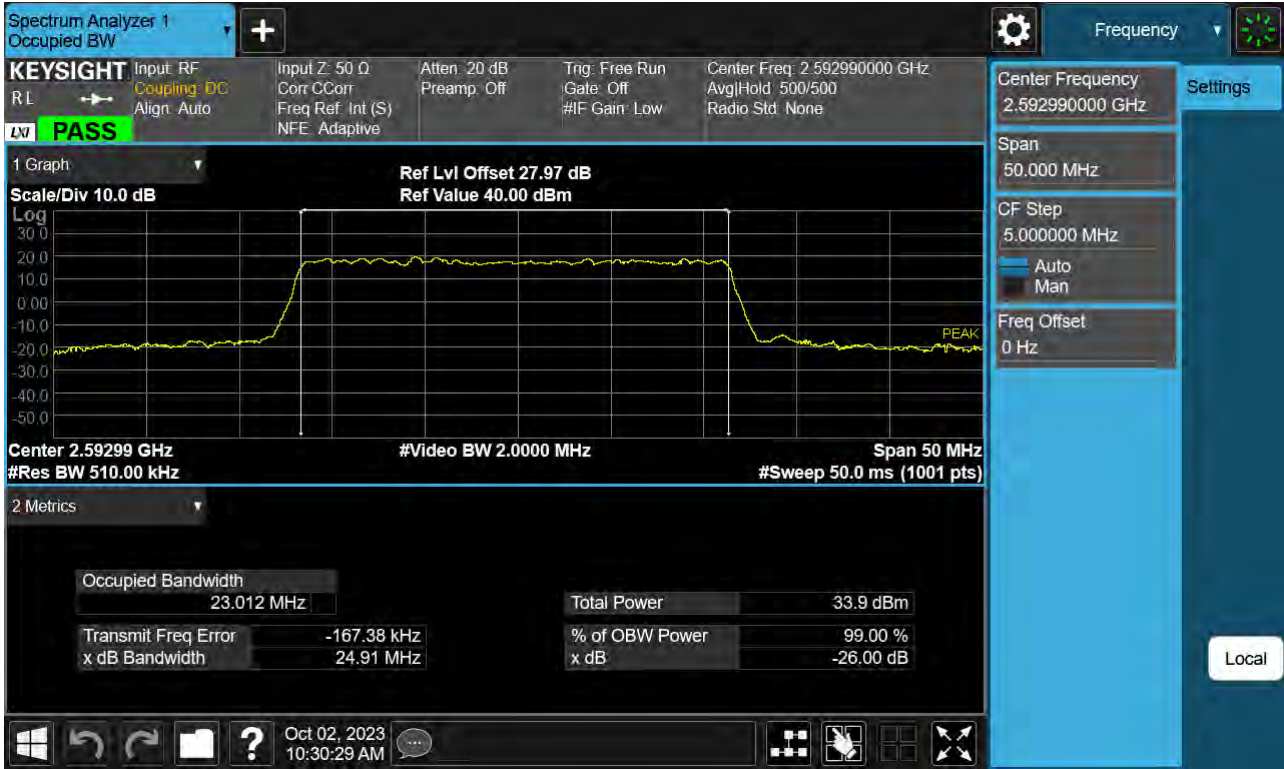 Spectrum Analyzer 1
Occupied BW
+
Frequency
KEYSIGHT
R L
LXI PASS
Input: RF
Coupling: DC
Align: Auto
Input Z: 50 Ω
Corr CCorr
Freq Ref: Int (S)
NFE: Adaptive
Atten: 20 dB
Preamp: Off
Trig: Free Run
Gate: Off
#IF Gain: Low
Center Freq: 2.592990000 GHz
Avg|Hold: 500/500
Radio Std: None
Center Frequency
2.592990000 GHz
Settings
Span
50.000 MHz
CF Step
5.000000 MHz
Auto
Man
Freq Offset
0 Hz
1 Graph
Ref Lvl Offset 27.97 dB
Scale/Div 10.0 dB
Ref Value 40.00 dBm
Log
30.0
20.0
10.0
0.00
-10.0
PEAK
-20.0
-30.0
-40.0
-50.0
Center 2.59299 GHz
#Video BW 2.0000 MHz
Span 50 MHz
#Res BW 510.00 kHz
#Sweep 50.0 ms (1001 pts)
2 Metrics
Occupied Bandwidth
23.012 MHz
Total Power 33.9 dBm
Transmit Freq Error -167.38 kHz
% of OBW Power 99.00 %
x dB Bandwidth 24.91 MHz
x dB -26.00 dB
Local
?
Oct 02, 2023
10:30:29 AM